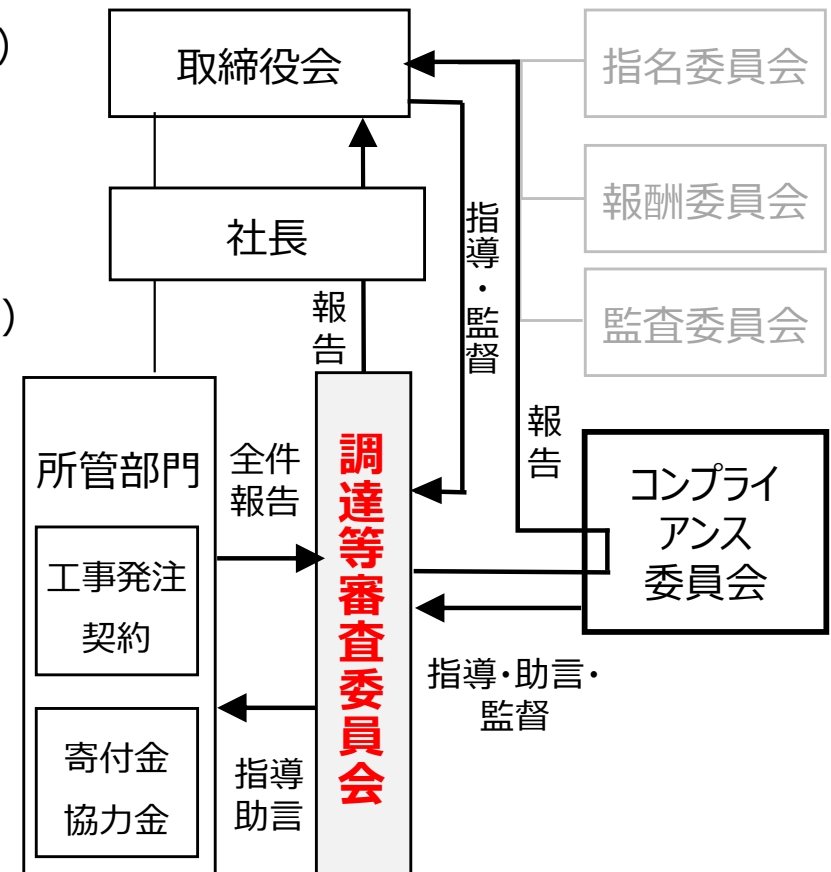 )
取締役会
指名委員会
社長
報酬委員会
指導・監督
)
報告
監査委員会
所管部門
全件
報告
調達等審査委員会
報告
コンプライ
アンス
委員会
工事発注
契約
指導・助言・
監督
寄付金
協力金
指導
助言